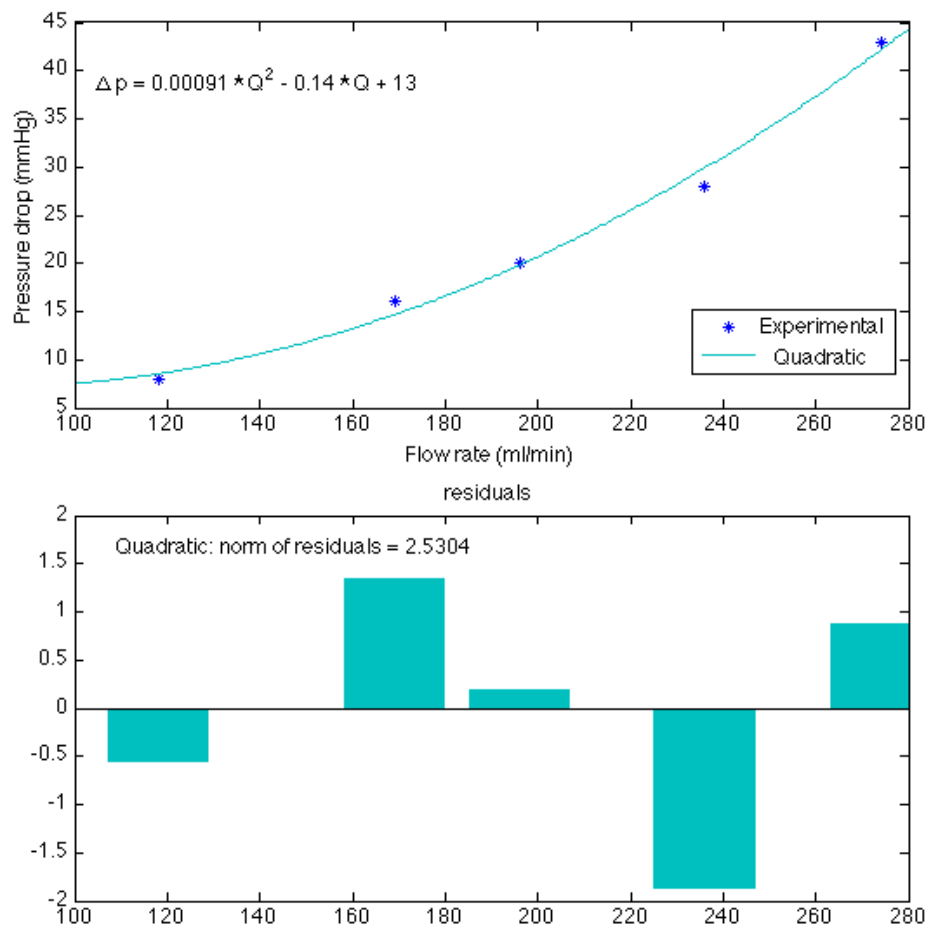 45
40
35
30
25
20
15
10
5
Pressure drop (mmHg)
Δp = 0.00091 *Q² - 0.14 *Q + 13
Experimental
Quadratic
100 120 140 160 180 200 220 240 260 280
Flow rate (ml/min)
residuals
2
1.5
1
0.5
0
-0.5
-1
-1.5
-2
Quadratic: norm of residuals = 2.5304
100 120 140 160 180 200 220 240 260 280